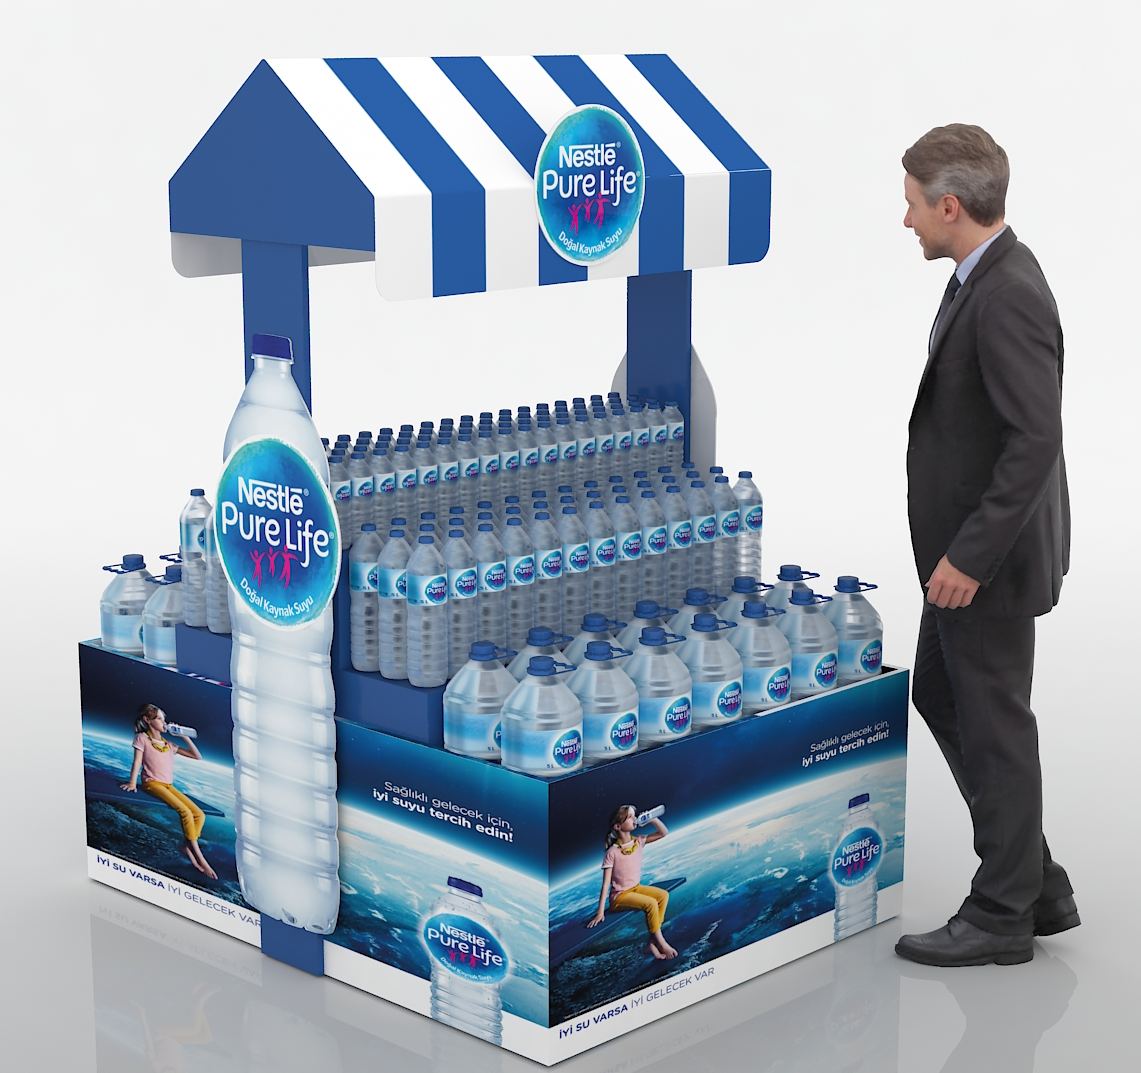 Nestlé®
Pure Life®
Doğal Kaynak Suyu
Nestlé®
Pure Life®
Doğal Kaynak Suyu
Sağlıklı gelecek için,
iyi suyu tercih edin!
Sağlıklı gelecek için,
iyi suyu tercih edin!
Nestlé
Pure Life
Nestlé
Pure Life
5 L
İYİ SU VARSA İYİ GELECEK VAR
İYİ SU VARSA İYİ GELECEK VAR